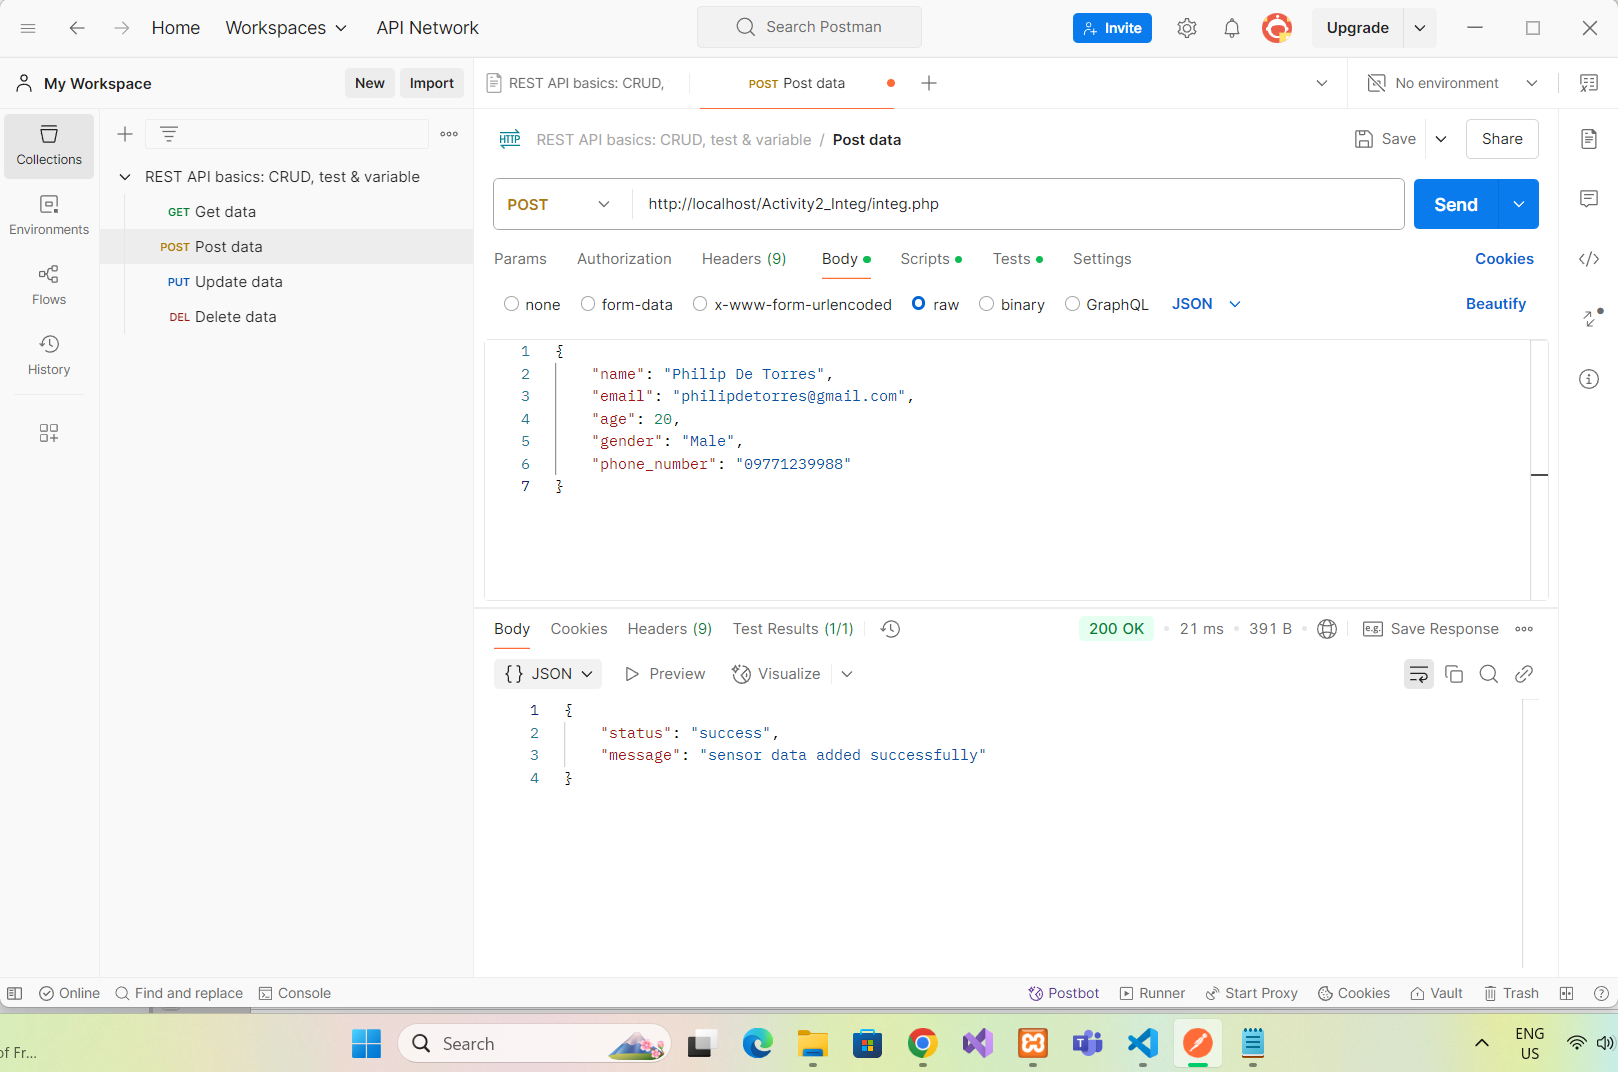 Home
Workspaces
API Network
Search Postman
Invite
Upgrade
My Workspace
New
Import
REST API basics: CRUD,
POST Post data
No environment
Collections
Environments
Flows
History
REST API basics: CRUD, test & variable
GET Get data
POST Post data
PUT Update data
DEL Delete data
HTTP REST API basics: CRUD, test & variable / Post data
Save
Share
POST
http://localhost/Activity2_Integ/integ.php
Send
Params
Authorization
Headers (9)
Body
Scripts
Tests
Settings
Cookies
none
form-data
x-www-form-urlencoded
raw
binary
GraphQL
JSON
Beautify
1 {
2 "name": "Philip De Torres",
3 "email": "philipdetorres@gmail.com",
4 "age": 20,
5 "gender": "Male",
6 "phone_number": "09771239988"
7 }
Body
Cookies
Headers (9)
Test Results (1/1)
200 OK
21 ms
391 B
e.g. Save Response
{} JSON
Preview
Visualize
1 {
2 "status": "success",
3 "message": "sensor data added successfully"
4 }
Online
Find and replace
Console
Postbot
Runner
Start Proxy
Cookies
Vault
Trash
of Fr...
Search
ENG
US